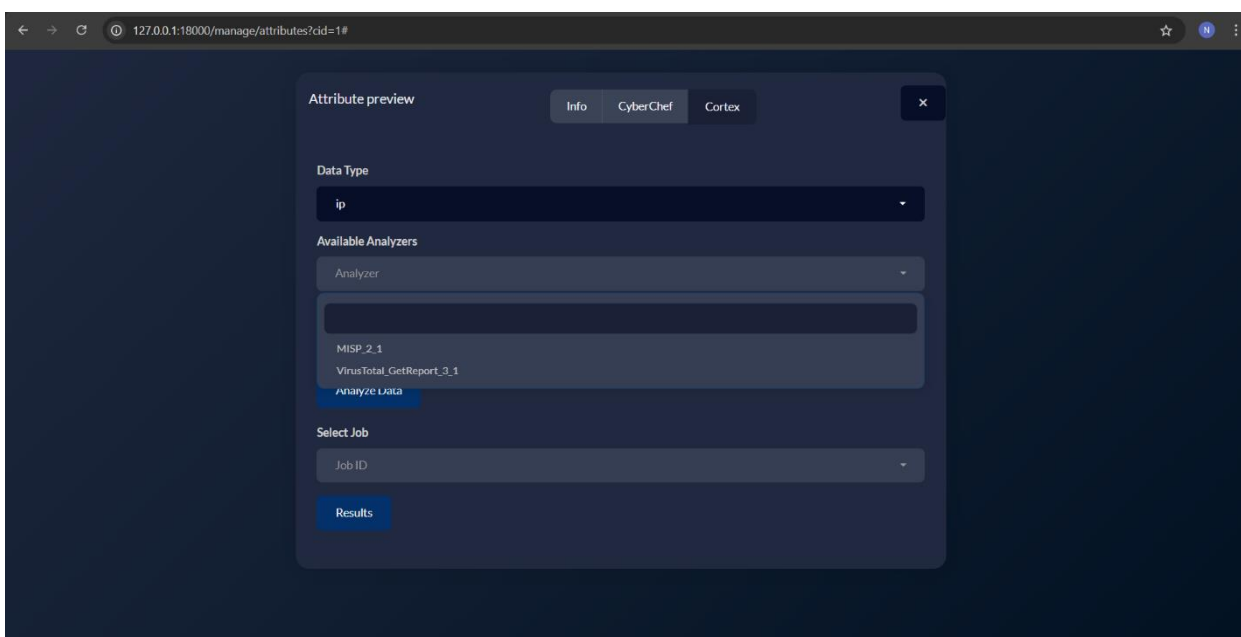 127.0.0.1:18000/manage/attributes?cid=1#
N
Attribute preview
Info CyberChef Cortex
Data Type
ip
Available Analyzers
Analyzer
MISP_2_1
VirusTotal_GetReport_3_1
Analyze Data
Select Job
Job ID
Results